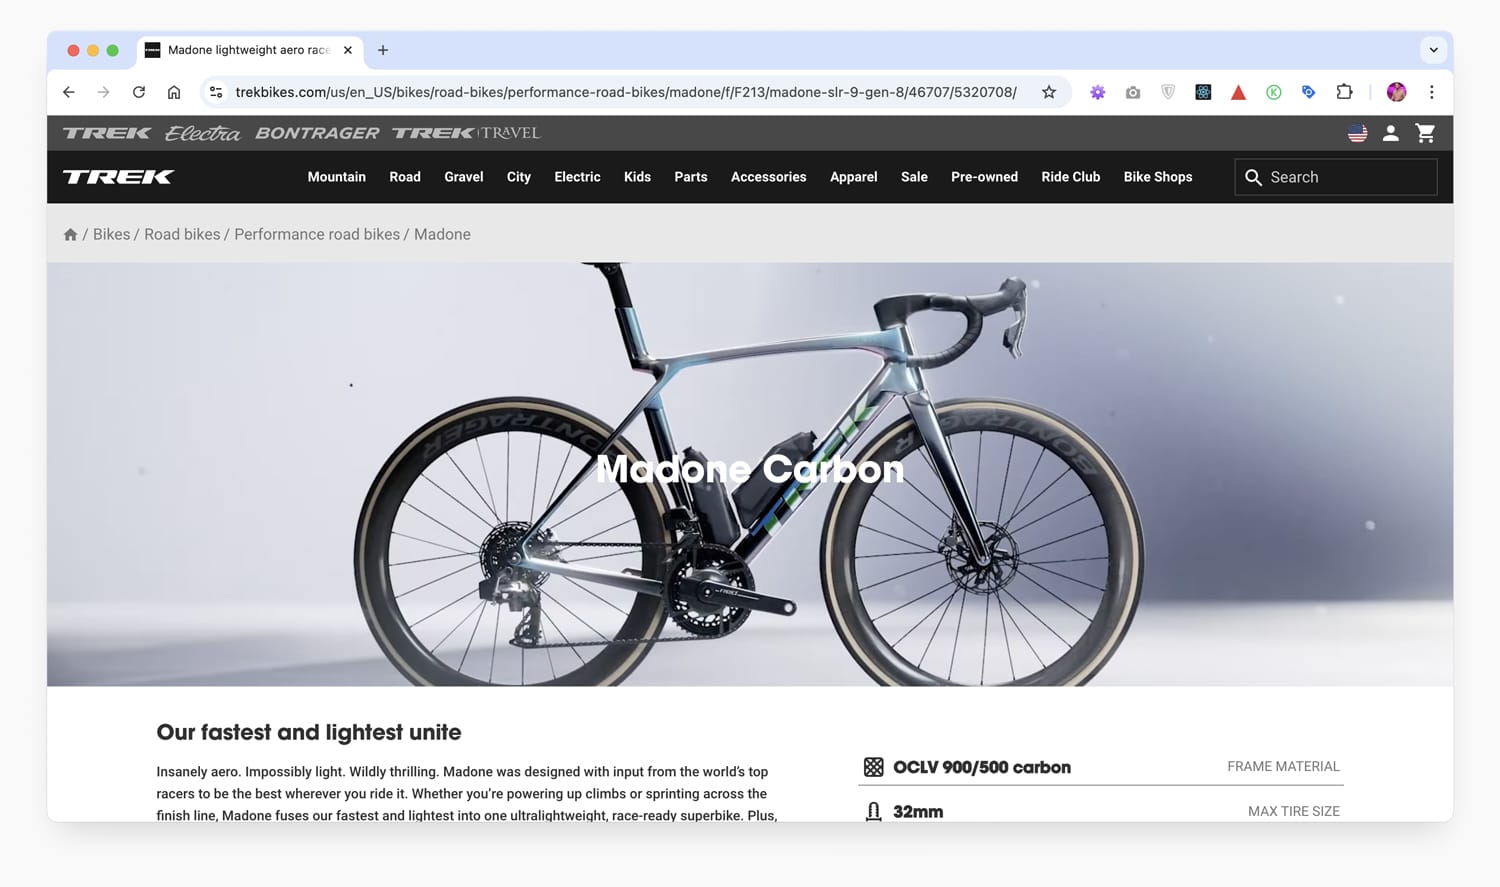 Madone lightweight aero race
trekbikes.com/us/en_US/bikes/road-bikes/performance-road-bikes/madone/f/F213/madone-slr-9-gen-8/46707/5320708/
TREK Electra BONTRAGER TREK | TRAVEL
TREK Mountain Road Gravel City Electric Kids Parts Accessories Apparel Sale Pre-owned Ride Club Bike Shops Search
/ Bikes / Road bikes / Performance road bikes / Madone
BONTRAGER
BONTRAGER
TREK
Madone Carbon
Our fastest and lightest unite
Insanely aero. Impossibly light. Wildly thrilling. Madone was designed with input from the world’s top
racers to be the best wherever you ride it. Whether you’re powering up climbs or sprinting across the
finish line, Madone fuses our fastest and lightest into one ultralightweight, race-ready superbike. Plus,
OCLV 900/500 carbon FRAME MATERIAL
32mm MAX TIRE SIZE